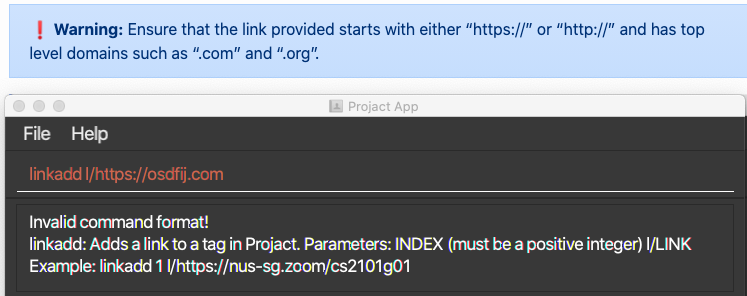 ❗ Warning: Ensure that the link provided starts with either “https://” or “http://” and has top
level domains such as “.com” and “.org”.
Projact App
File Help
linkadd l/https://osdfij.com
Invalid command format!
linkadd: Adds a link to a tag in Projact. Parameters: INDEX (must be a positive integer) l/LINK
Example: linkadd 1 l/https://nus-sg.zoom/cs2101g01